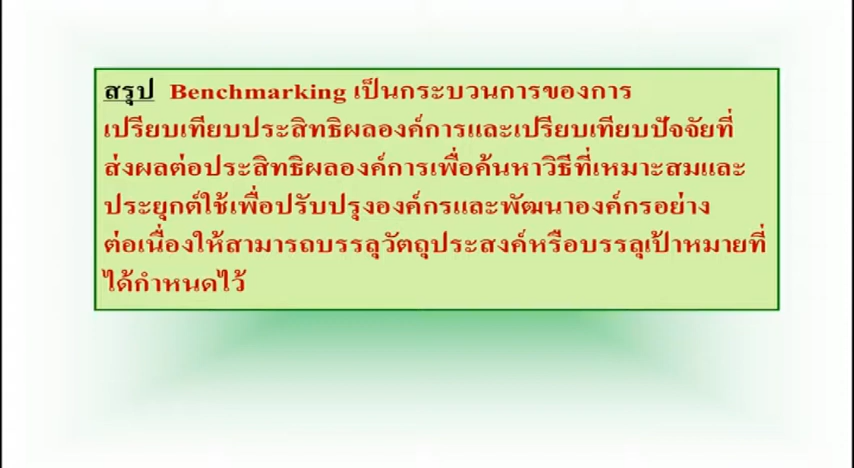 สรุป Benchmarking เป็นกระบวนการของการ
เปรียบเทียบประสิทธิผลองค์การและเปรียบเทียบปัจจัยที่
ส่งผลต่อประสิทธิผลองค์การเพื่อค้นหาวิธีที่เหมาะสมและ
ประยุกต์ใช้เพื่อปรับปรุงองค์กรและพัฒนาองค์กรอย่าง
ต่อเนื่องให้สามารถบรรลุวัตถุประสงค์หรือบรรลุเป้าหมายที่
ได้กำหนดไว้